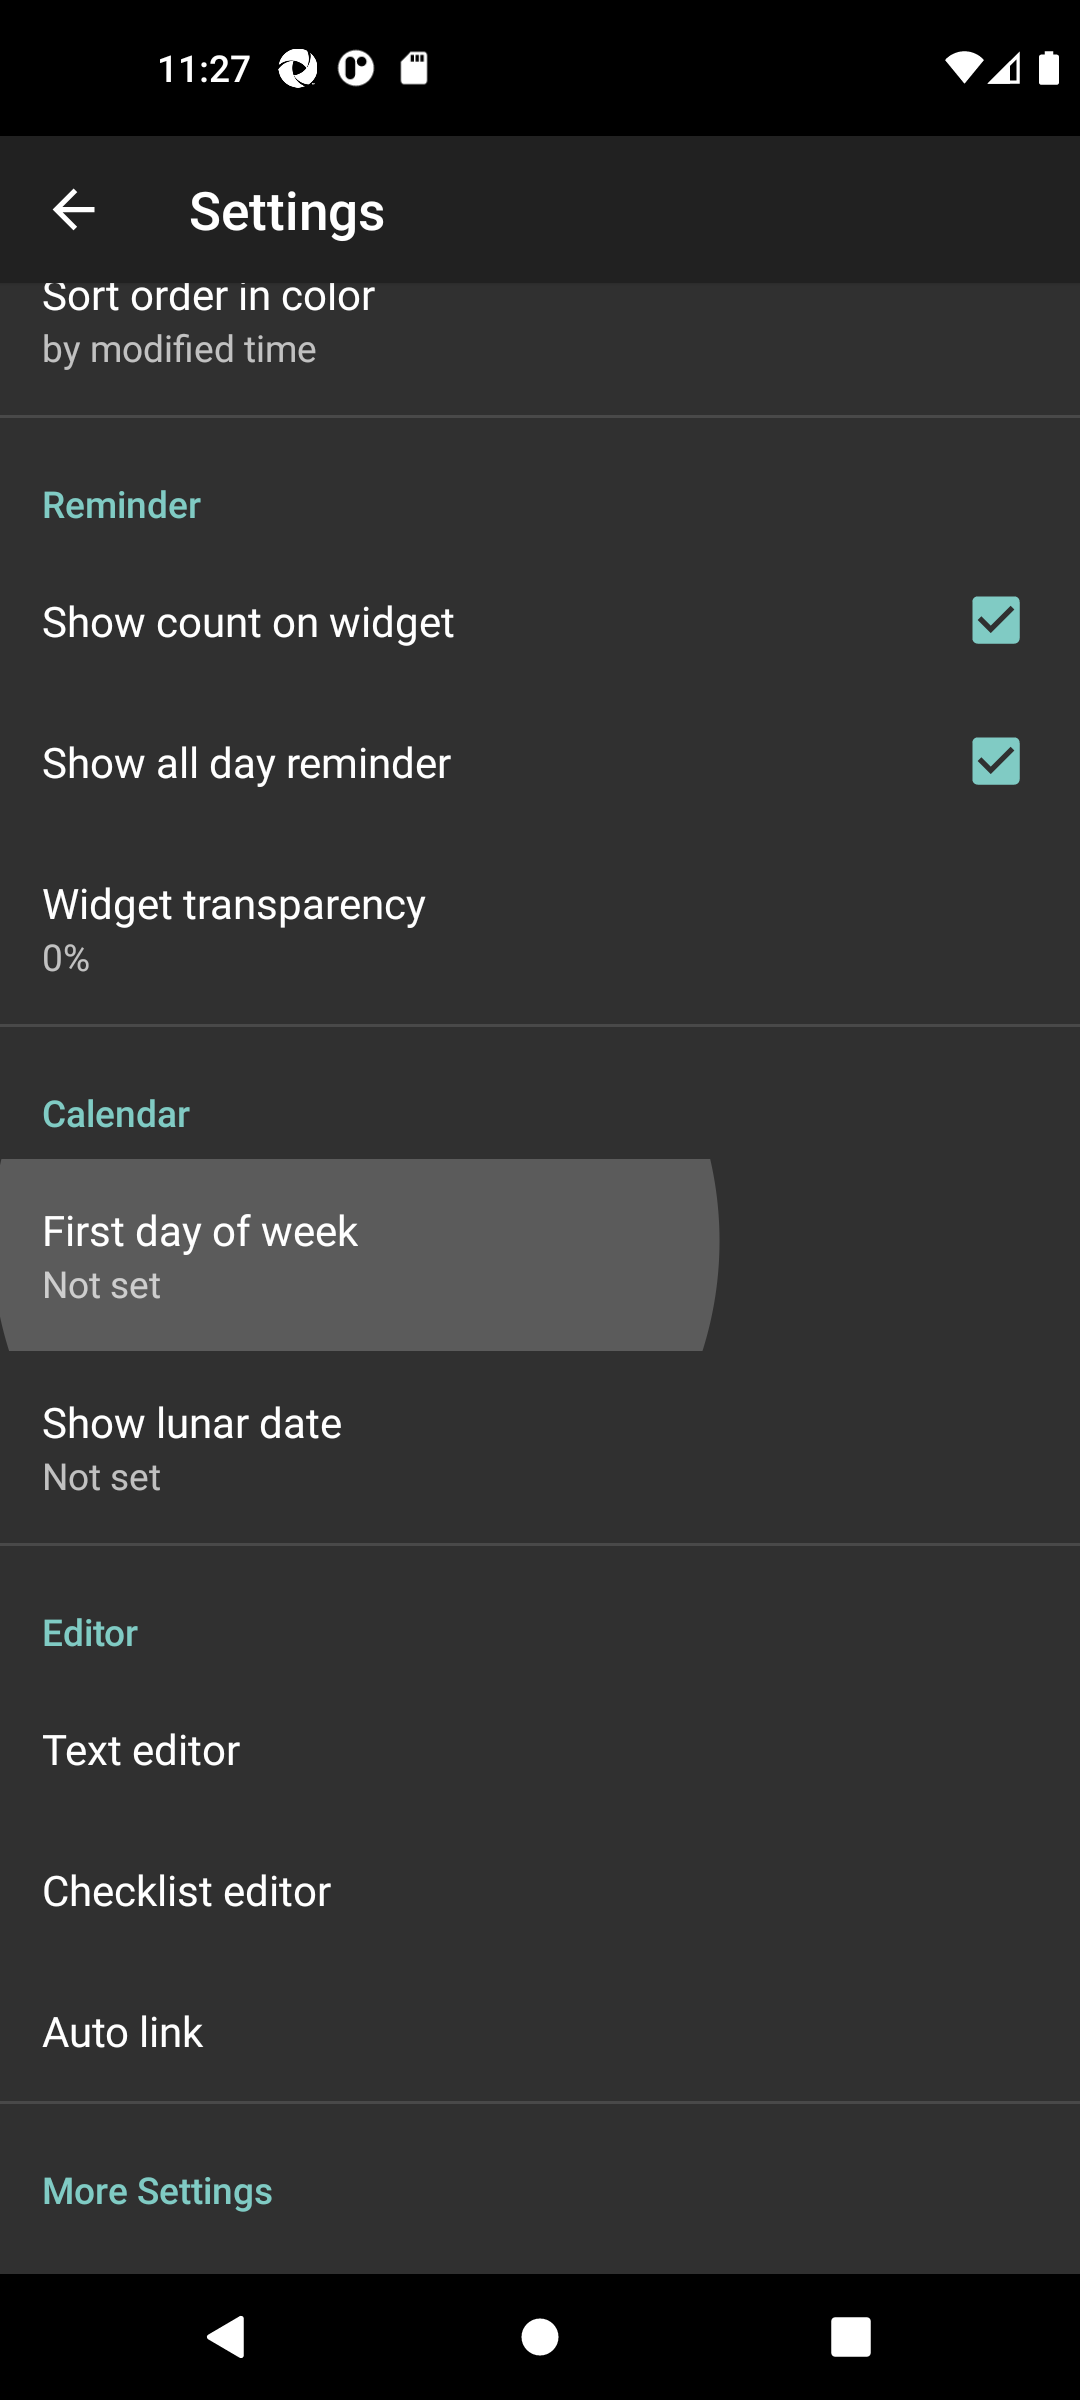 11:27
Settings
Sort order in color
by modified time
Reminder
Show count on widget
Show all day reminder
Widget transparency
0%
Calendar
First day of week
Not set
Show lunar date
Not set
Editor
Text editor
Checklist editor
Auto link
More Settings